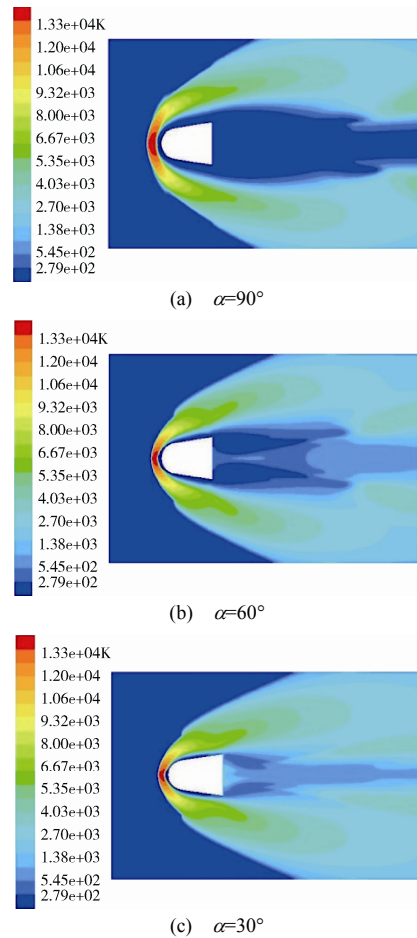 1.33e+04K
1.20e+04
1.06e+04
9.32e+03
8.00e+03
6.67e+03
5.35e+03
4.03e+03
2.70e+03
1.38e+03
5.45e+02
2.79e+02
(a) α=90°
1.33e+04K
1.20e+04
1.06e+04
9.32e+03
8.00e+03
6.67e+03
5.35e+03
4.03e+03
2.70e+03
1.38e+03
5.45e+02
2.79e+02
(b) α=60°
1.33e+04K
1.20e+04
1.06e+04
9.32e+03
8.00e+03
6.67e+03
5.35e+03
4.03e+03
2.70e+03
1.38e+03
5.45e+02
2.79e+02
(c) α=30°